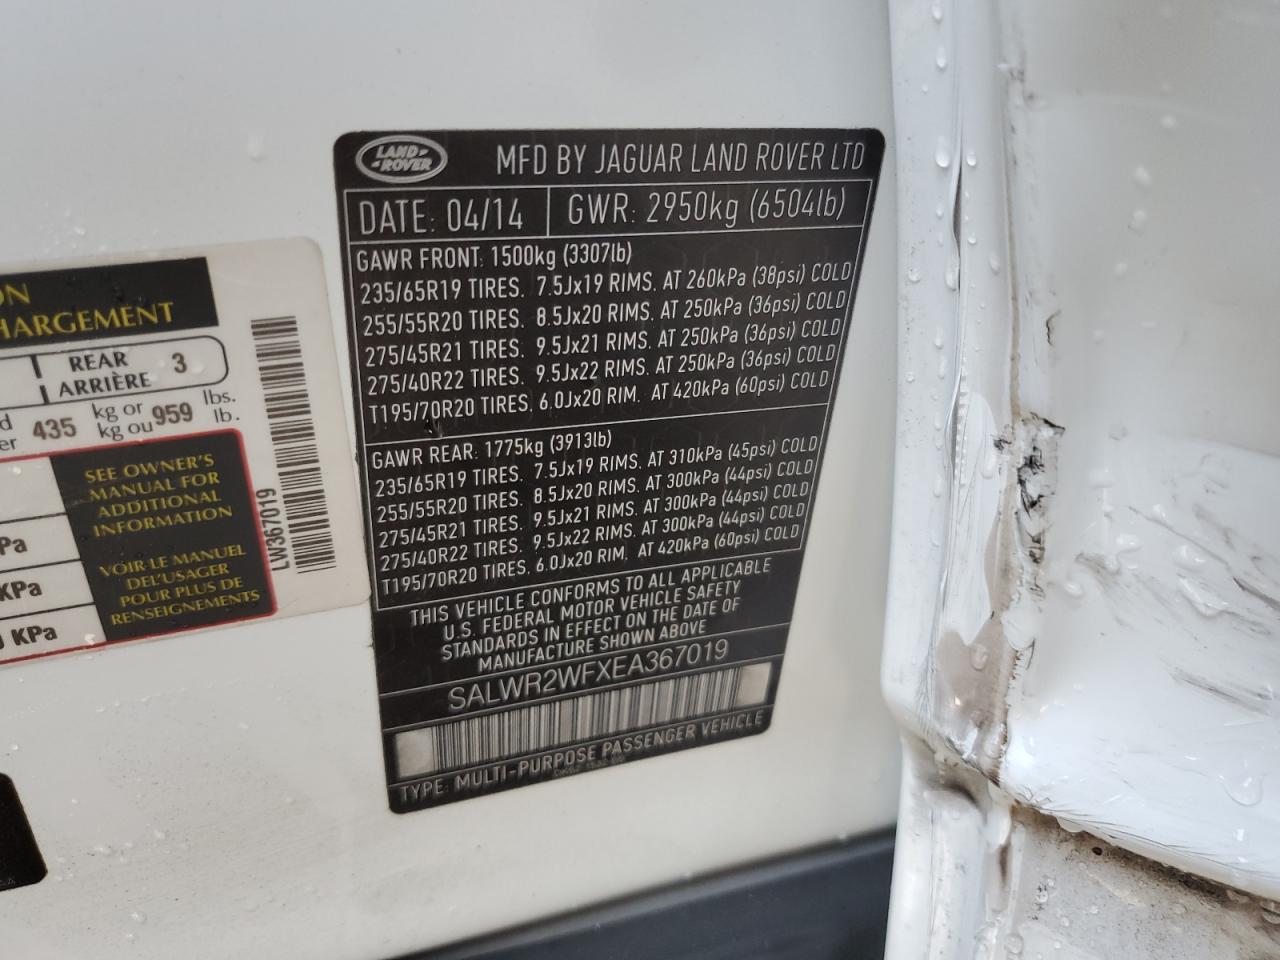 LAND-
-ROVER
MFD BY JAGUAR LAND ROVER LTD
DATE: 04/14
GWR: 2950kg (6504lb)
GAWR FRONT: 1500kg (3307lb)
235/65R19 TIRES. 7.5Jx19 RIMS. AT 260kPa (38psi) COLD
255/55R20 TIRES. 8.5Jx20 RIMS. AT 250kPa (36psi) COLD
275/45R21 TIRES. 9.5Jx21 RIMS. AT 250kPa (36psi) COLD
275/40R22 TIRES. 9.5Jx22 RIMS. AT 250kPa (36psi) COLD
T195/70R20 TIRES. 6.0Jx20 RIM. AT 420kPa (60psi) COLD
GAWR REAR: 1775kg (3913lb)
235/65R19 TIRES. 7.5Jx19 RIMS. AT 310kPa (45psi) COLD
255/55R20 TIRES. 8.5Jx20 RIMS. AT 300kPa (44psi) COLD
275/45R21 TIRES. 9.5Jx21 RIMS. AT 300kPa (44psi) COLD
275/40R22 TIRES. 9.5Jx22 RIMS. AT 300kPa (44psi) COLD
T195/70R20 TIRES. 6.0Jx20 RIM. AT 420kPa (60psi) COLD
THIS VEHICLE CONFORMS TO ALL APPLICABLE
U.S. FEDERAL MOTOR VEHICLE SAFETY
STANDARDS IN EFFECT ON THE DATE OF
MANUFACTURE SHOWN ABOVE
SALWR2WFXEA367019
TYPE: MULTI-PURPOSE PASSENGER VEHICLE
ON
HARGEMENT
REAR
ARRIÈRE 3
d
er 435 kg or
kg ou 959 lbs.
lb.
SEE OWNER'S
MANUAL FOR
ADDITIONAL
INFORMATION
VOIR LE MANUEL
DEL'USAGER
POUR PLUS DE
RENSEIGNEMENTS
Pa
KPa
KPa
LW367019